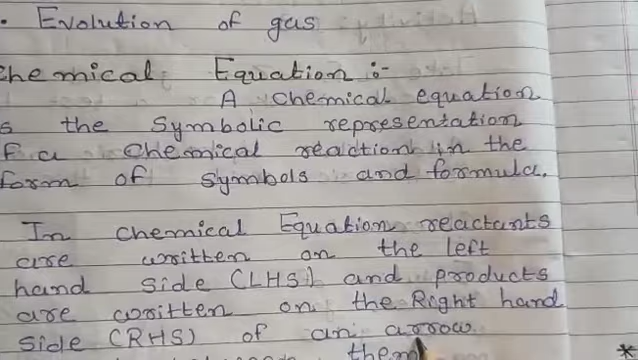 • Evolution of gas
Chemical Equation :-
A chemical equation
s the symbolic representation
f a chemical reaction in the
form of symbols and formula.
In chemical Equation reactants
are written on the left
hand side (LHS) and products
are written on the Right hand
side (RHS) of an arrow
them
*